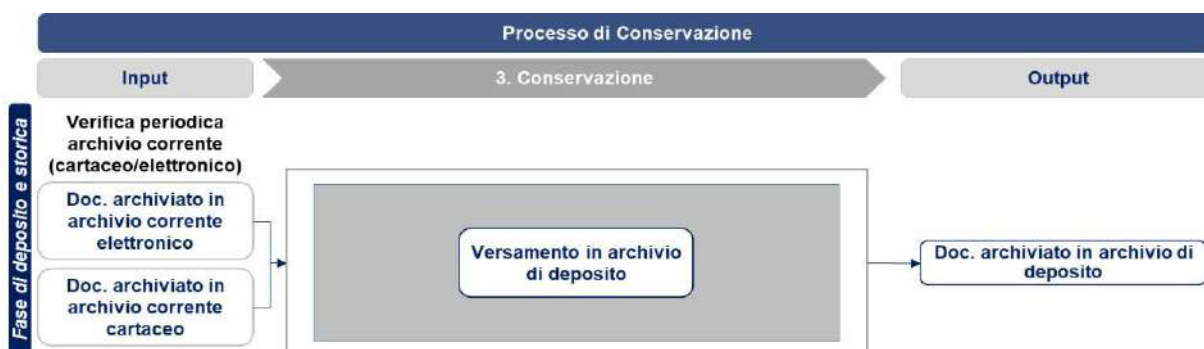 Processo di Conservazione
Input
3. Conservazione
Output
Fase di deposito e storica
Verifica periodica
archivio corrente
(cartaceo/elettronico)
Doc. archiviato in
archivio corrente
elettronico
Doc. archiviato in
archivio corrente
cartaceo
Versamento in archivio
di deposito
Doc. archiviato in archivio di
deposito